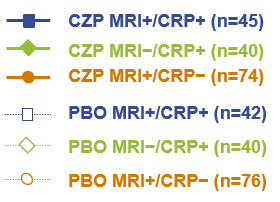 CZP MRI+/CRP+ (n=45)
CZP MRI−/CRP+ (n=40)
CZP MRI+/CRP− (n=74)
PBO MRI+/CRP+ (n=42)
PBO MRI−/CRP+ (n=40)
PBO MRI+/CRP− (n=76)